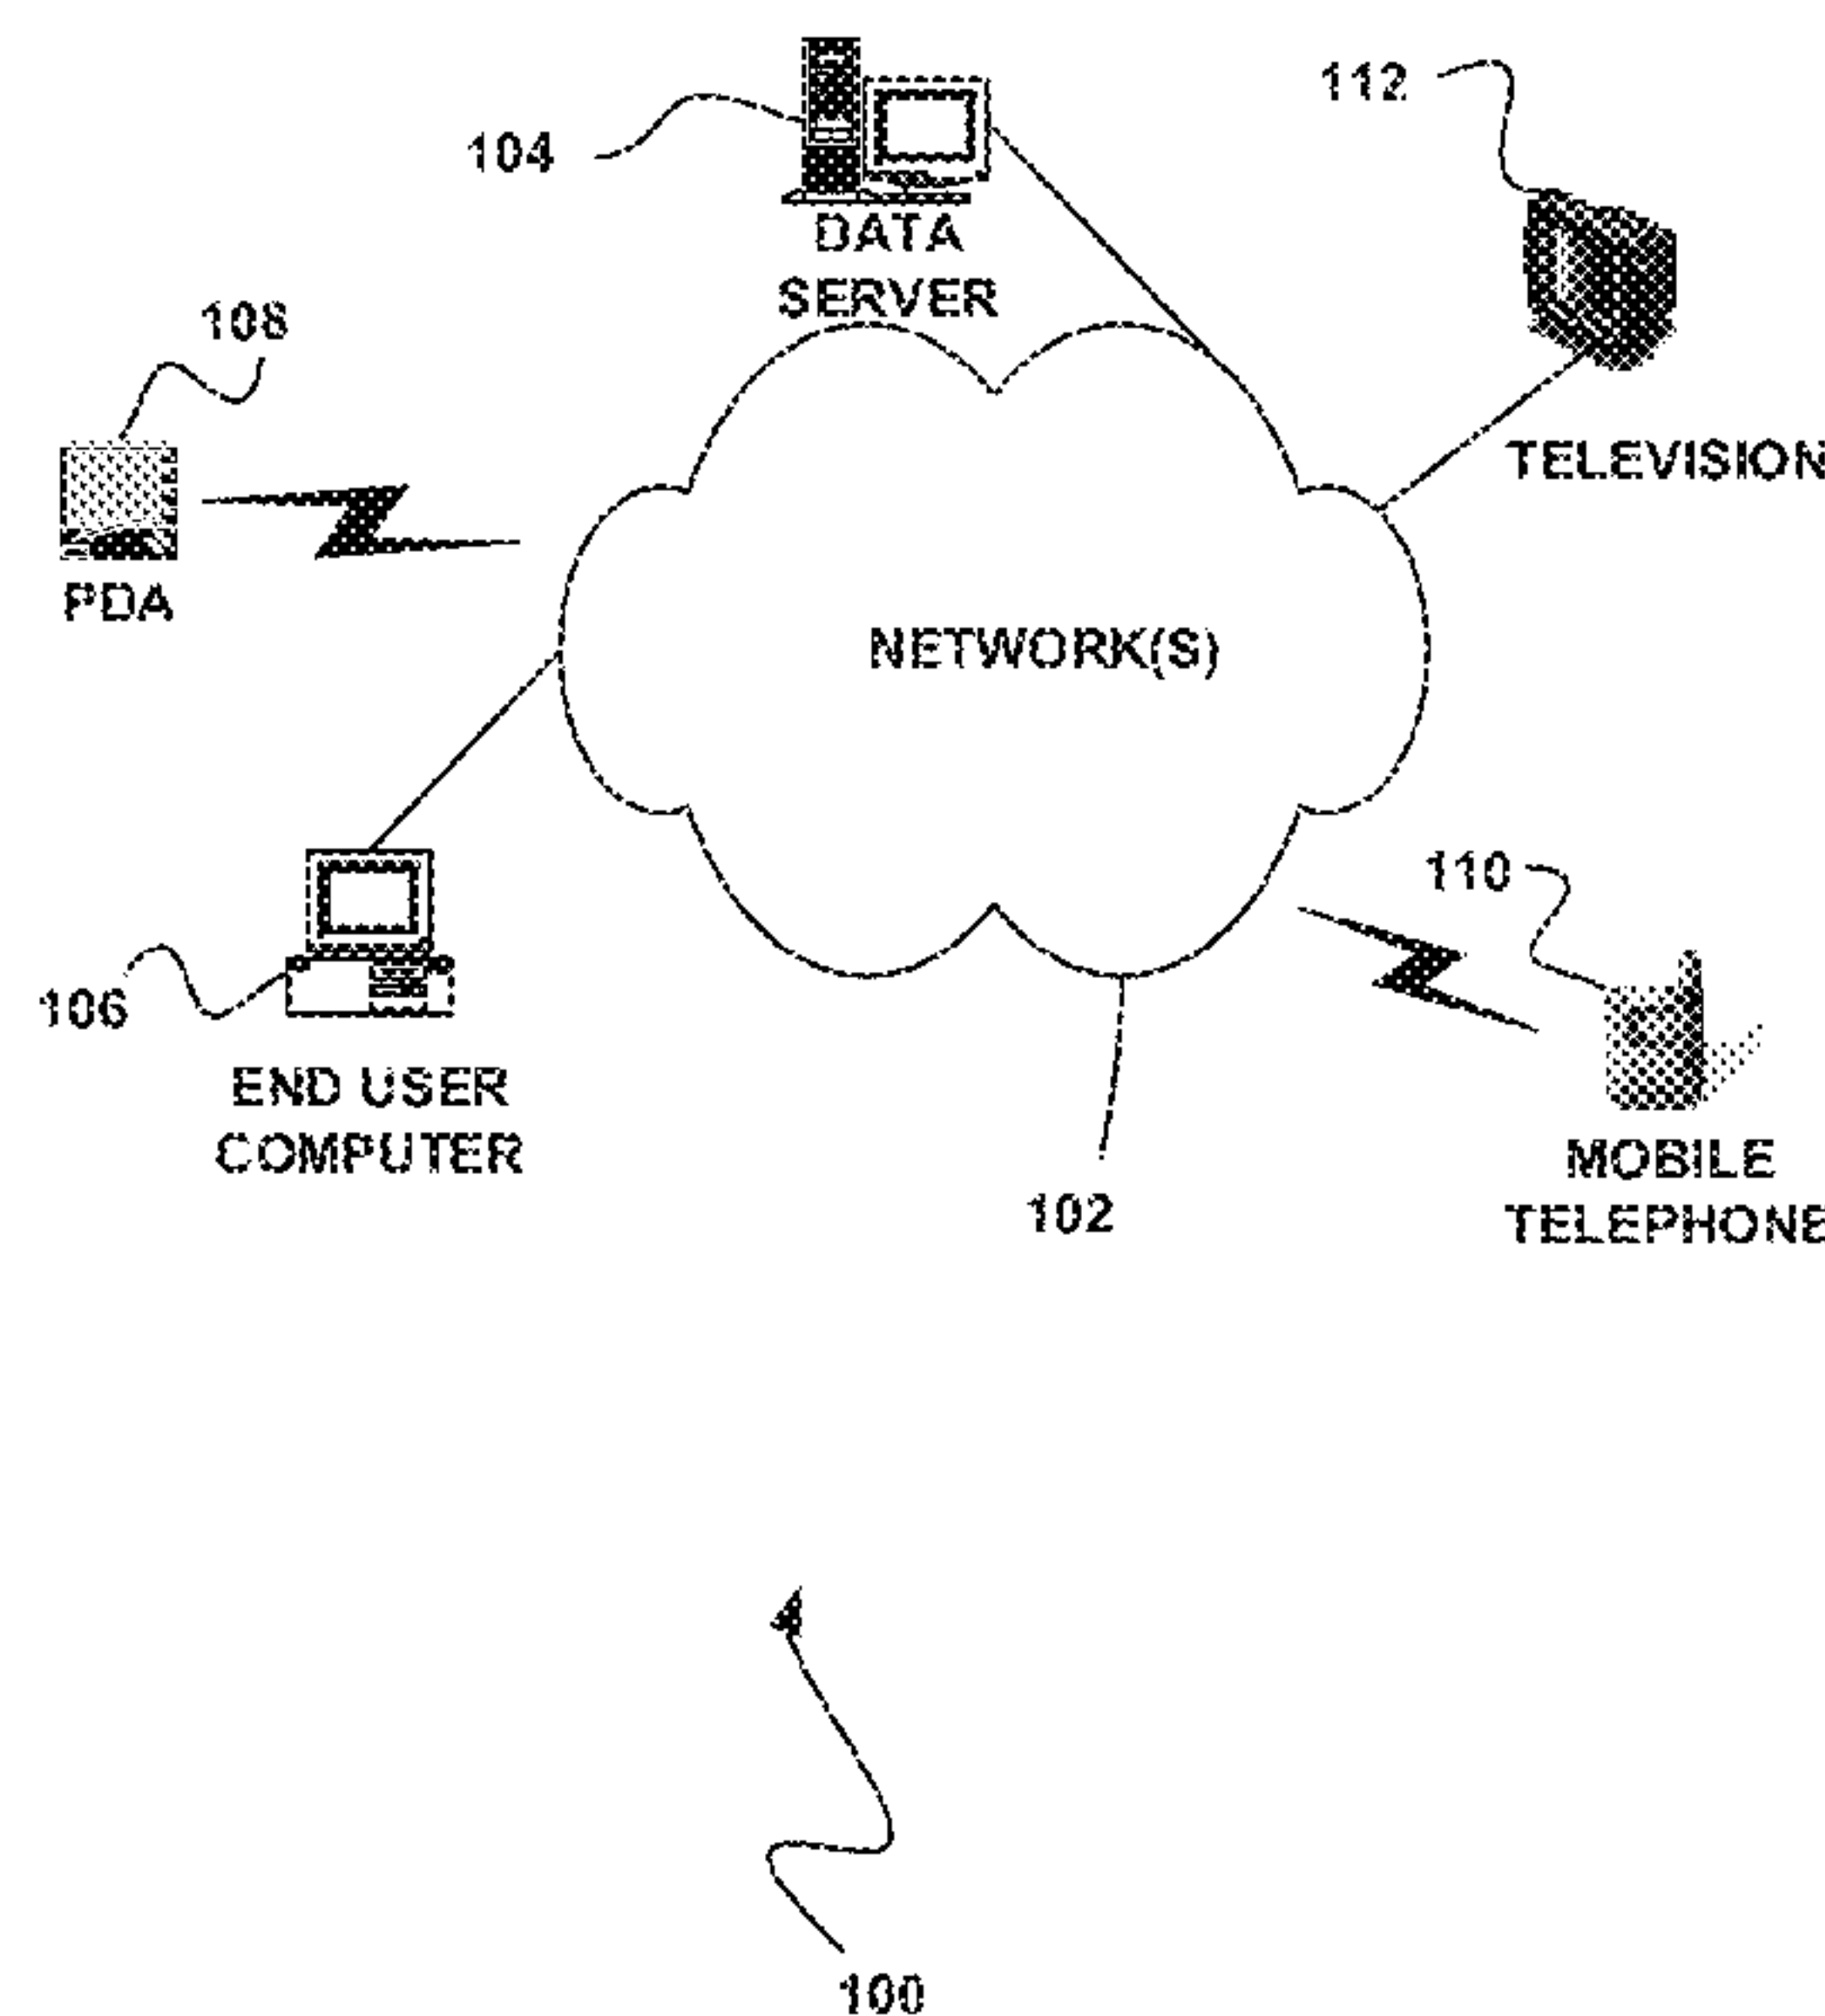 104
112
DATA
SERVER
108
TELEVISION
PDA
NETWORK(S)
110
106
END USER
COMPUTER
MOBILE
TELEPHONE
102
100